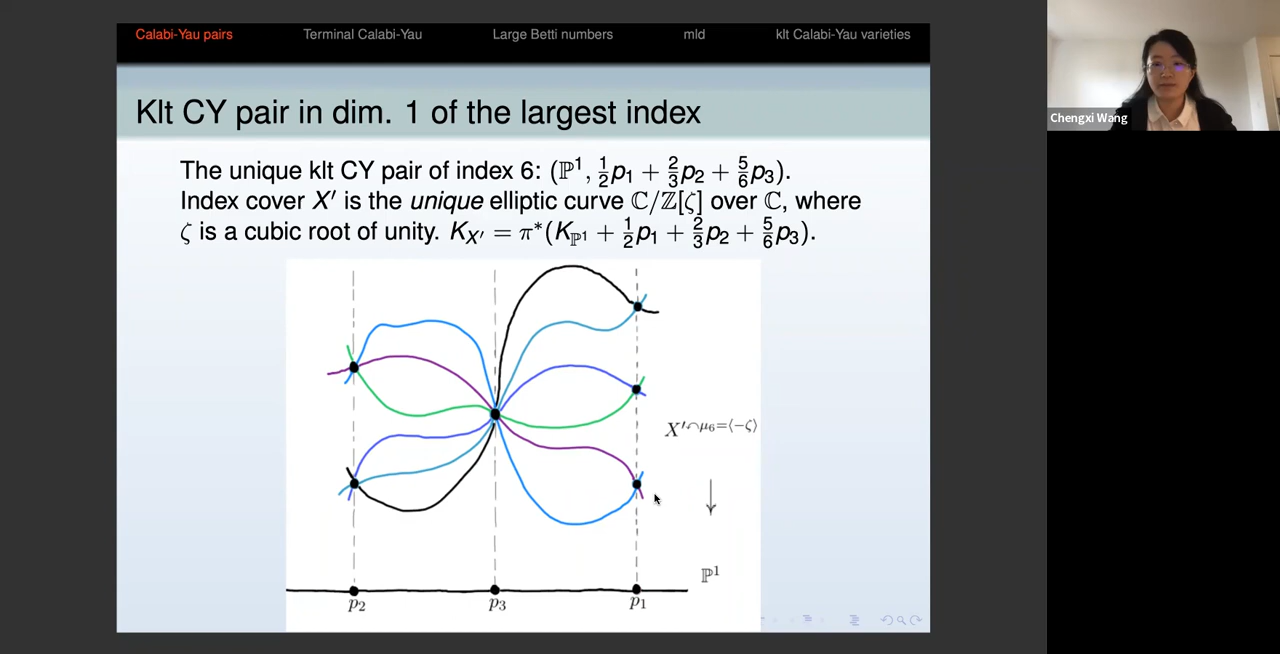 Calabi-Yau pairs Terminal Calabi-Yau Large Betti numbers mld klt Calabi-Yau varieties
Klt CY pair in dim. 1 of the largest index
The unique klt CY pair of index 6: (ℙ¹, ½p₁ + ⅔p₂ + ⅚p₃).
Index cover X′ is the unique elliptic curve ℂ/ℤ[ζ] over ℂ, where
ζ is a cubic root of unity. K_{X′} = π*(K_{ℙ¹} + ½p₁ + ⅔p₂ + ⅚p₃).
X′↶μ₆=⟨−ζ⟩
ℙ¹
p₂ p₃ p₁
Chengxi Wang